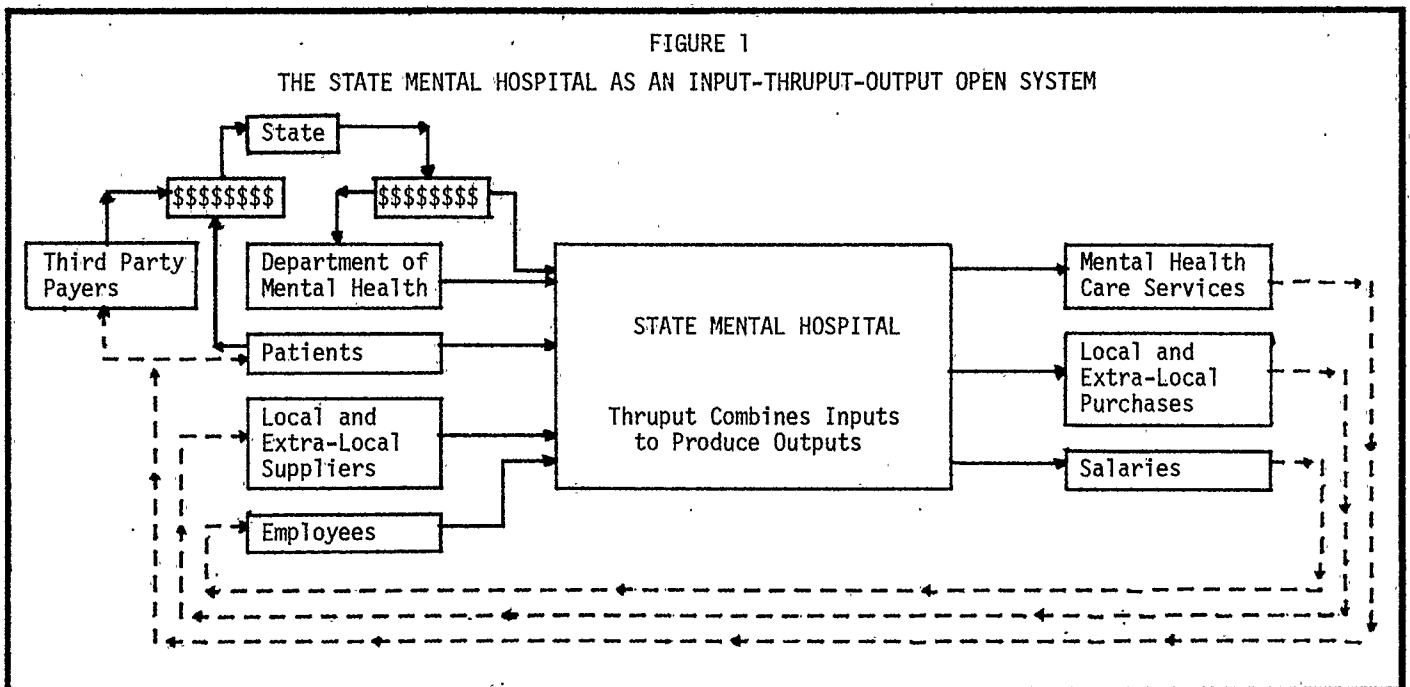 FIGURE 1
THE STATE MENTAL HOSPITAL AS AN INPUT-THRUPUT-OUTPUT OPEN SYSTEM
State
$$$$$$$$
$$$$$$$$
Third Party
Payers
Department of
Mental Health
Patients
Local and
Extra-Local
Suppliers
Employees
STATE MENTAL HOSPITAL
Thruput Combines Inputs
to Produce Outputs
Mental Health
Care Services
Local and
Extra-Local
Purchases
Salaries